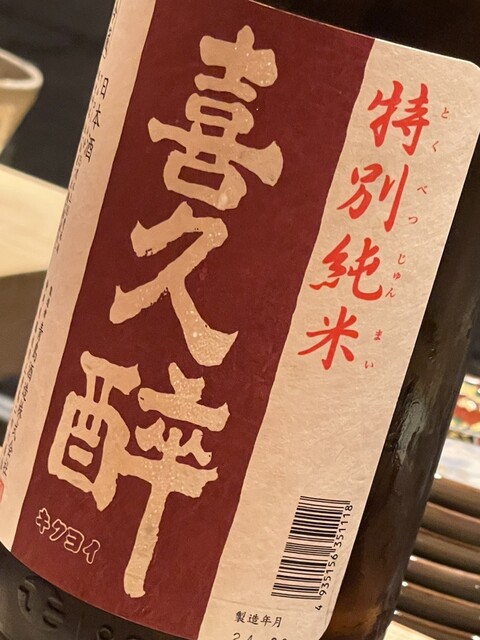 特別純米
とくべつじゅんまい
喜久醉
キクヨイ
日本酒
4 935156 351118
製造年月